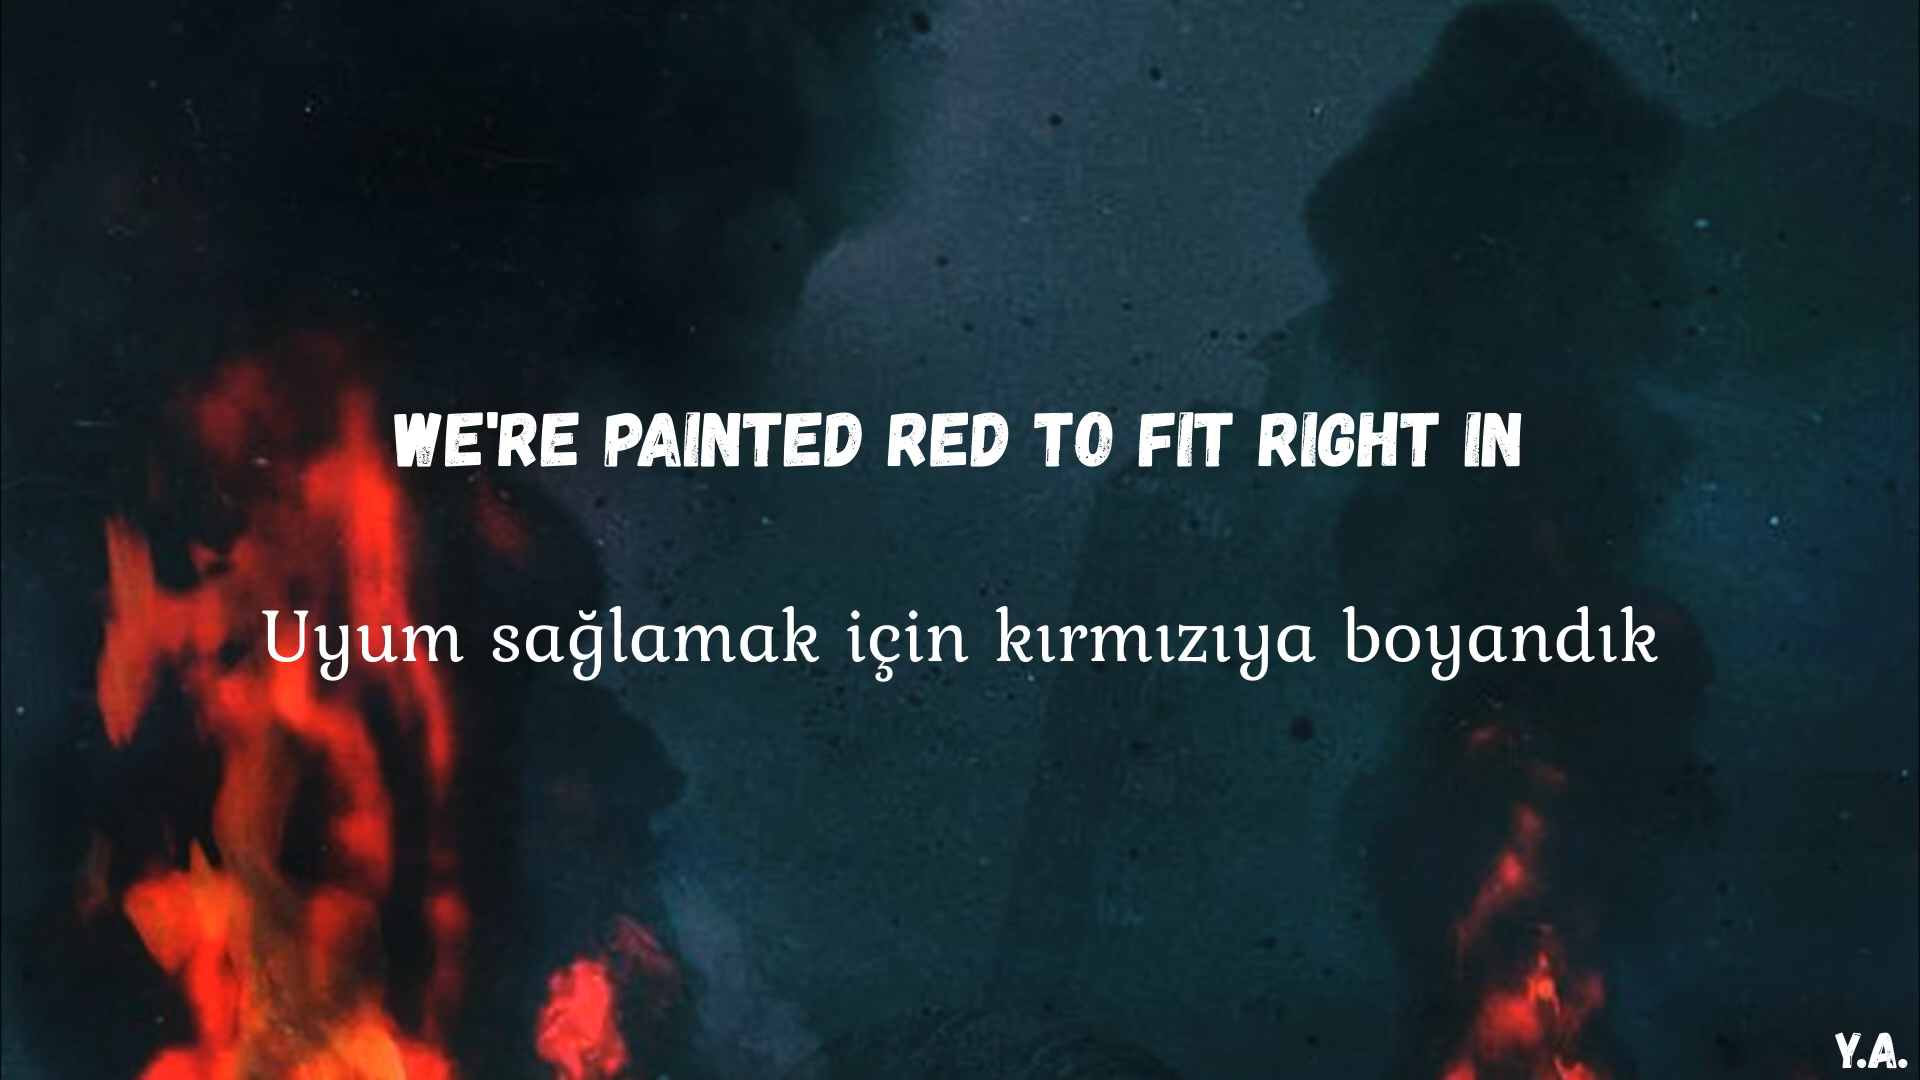 WE'RE PAINTED RED TO FIT RIGHT IN
Uyum sağlamak için kırmızıya boyandık
Y.A.